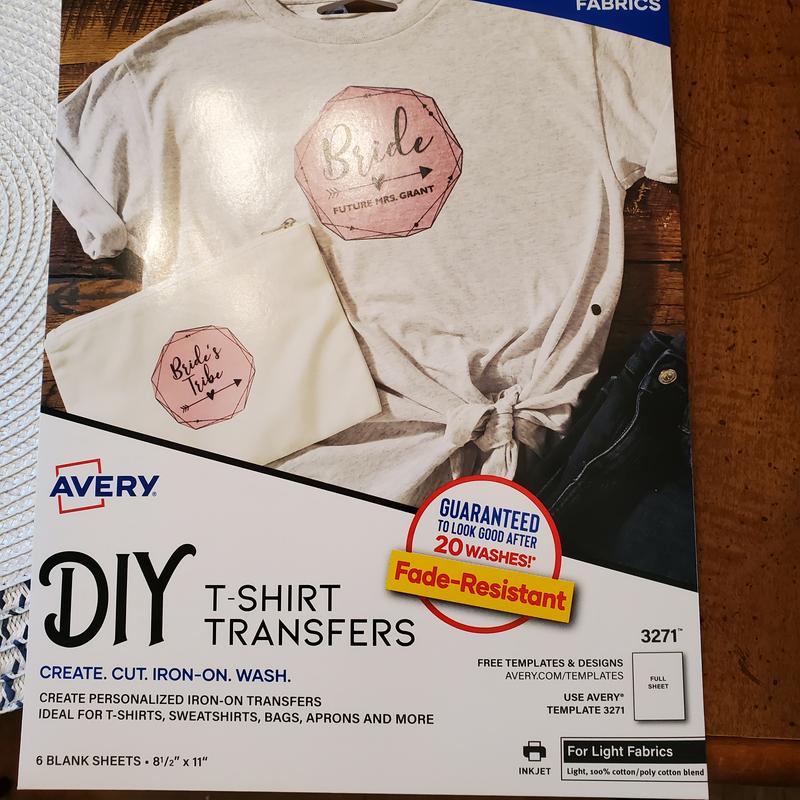 FABRICS
Bride
FUTURE MRS. GRANT
Bride's
Tribe
AVERY®
GUARANTEED
TO LOOK GOOD AFTER
20 WASHES!*
Fade-Resistant
DIY T-SHIRT
TRANSFERS
CREATE. CUT. IRON-ON. WASH.
CREATE PERSONALIZED IRON-ON TRANSFERS
IDEAL FOR T-SHIRTS, SWEATSHIRTS, BAGS, APRONS AND MORE
6 BLANK SHEETS • 8½" x 11"
3271™
FREE TEMPLATES & DESIGNS
AVERY.COM/TEMPLATES
USE AVERY®
TEMPLATE 3271
FULL
SHEET
INKJET
For Light Fabrics
Light, 100% cotton/poly cotton blend